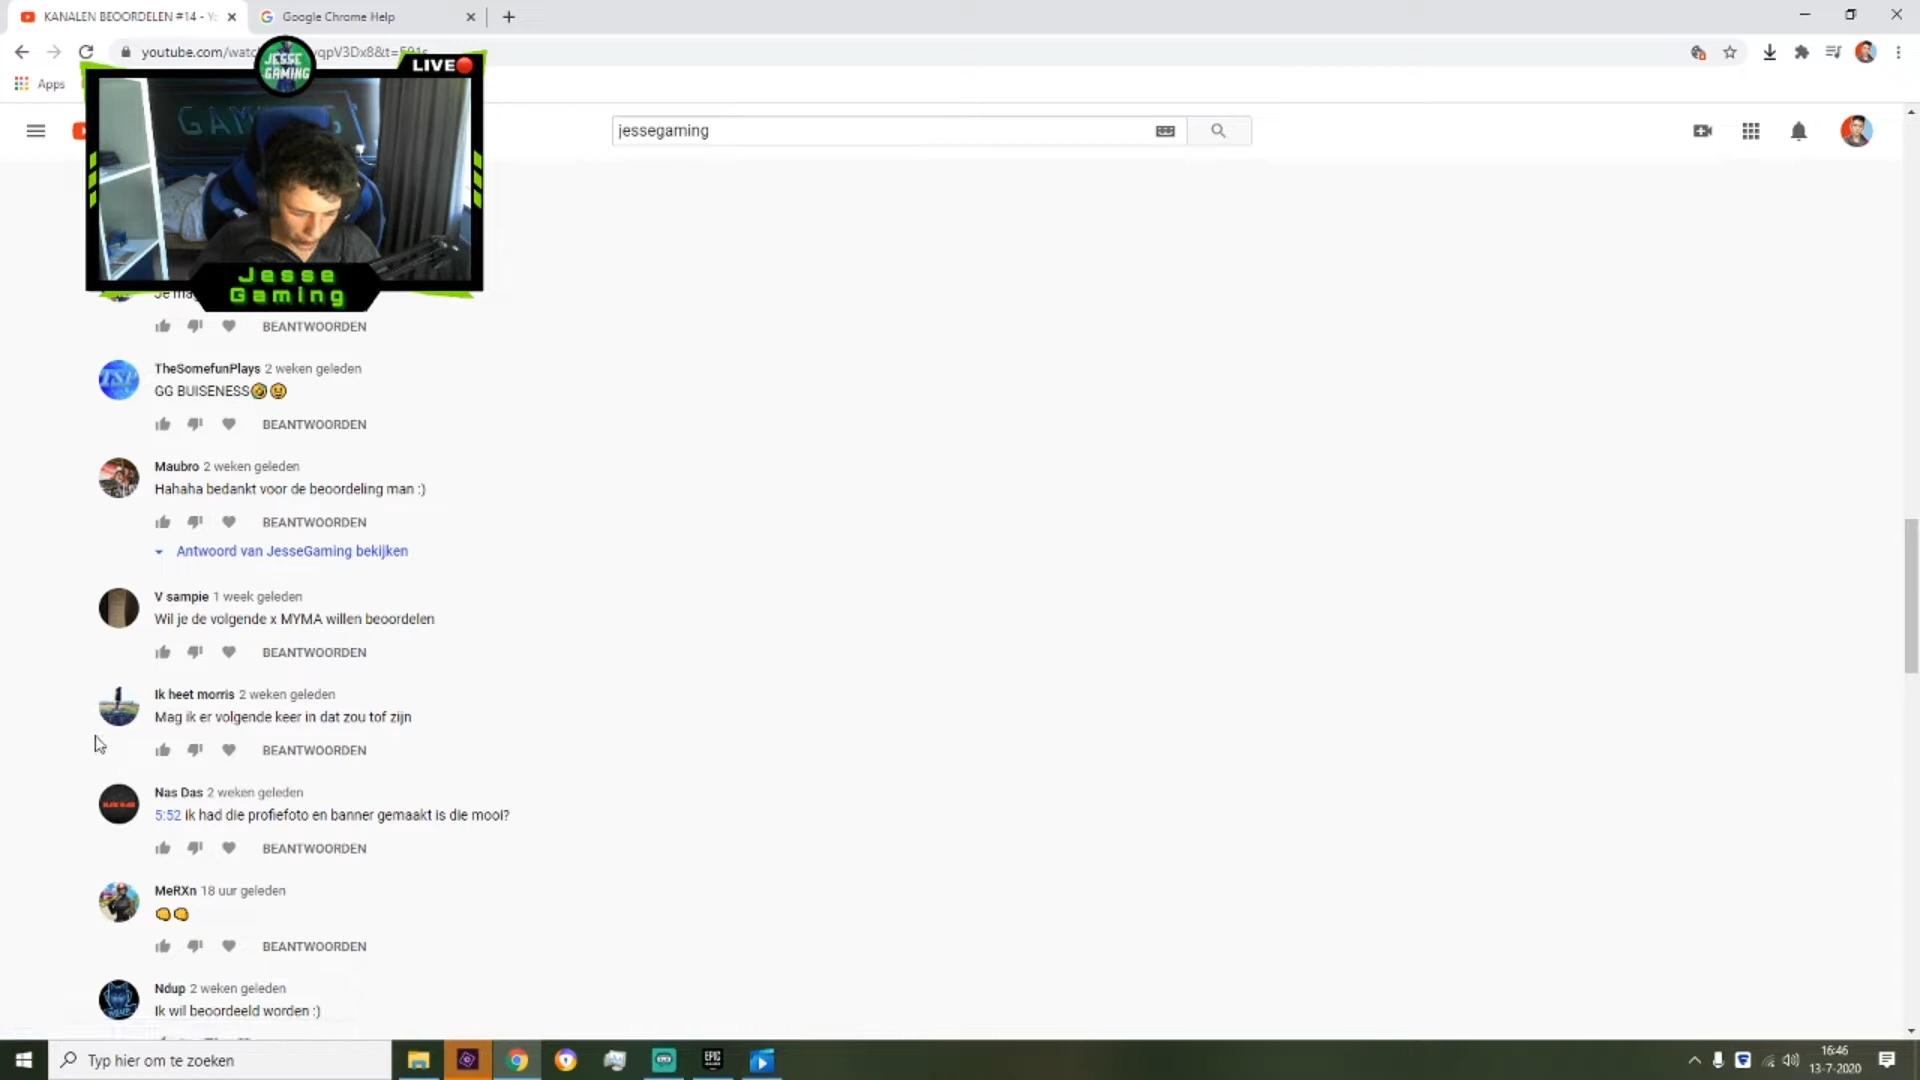 KANALEN BEOORDELEN #14 - Yo
Google Chrome Help
youtube.com/watc
qpV3Dx8&t=591s
Apps
JESSE
GAMING
LIVE
Jesse
Gaming
jessegaming
Je mag
BEANTWOORDEN
TheSomefunPlays 2 weken geleden
GG BUISENESS🤣😉
BEANTWOORDEN
Maubro 2 weken geleden
Hahaha bedankt voor de beoordeling man :)
BEANTWOORDEN
Antwoord van JesseGaming bekijken
V sampie 1 week geleden
Wil je de volgende x MYMA willen beoordelen
BEANTWOORDEN
Ik heet morris 2 weken geleden
Mag ik er volgende keer in dat zou tof zijn
BEANTWOORDEN
Nas Das 2 weken geleden
5:52 ik had die profiefoto en banner gemaakt is die mooi?
BEANTWOORDEN
MeRXn 18 uur geleden
👊👊
BEANTWOORDEN
Ndup 2 weken geleden
Ik wil beoordeeld worden :)
Typ hier om te zoeken
EPIC
16:46
13-7-2020